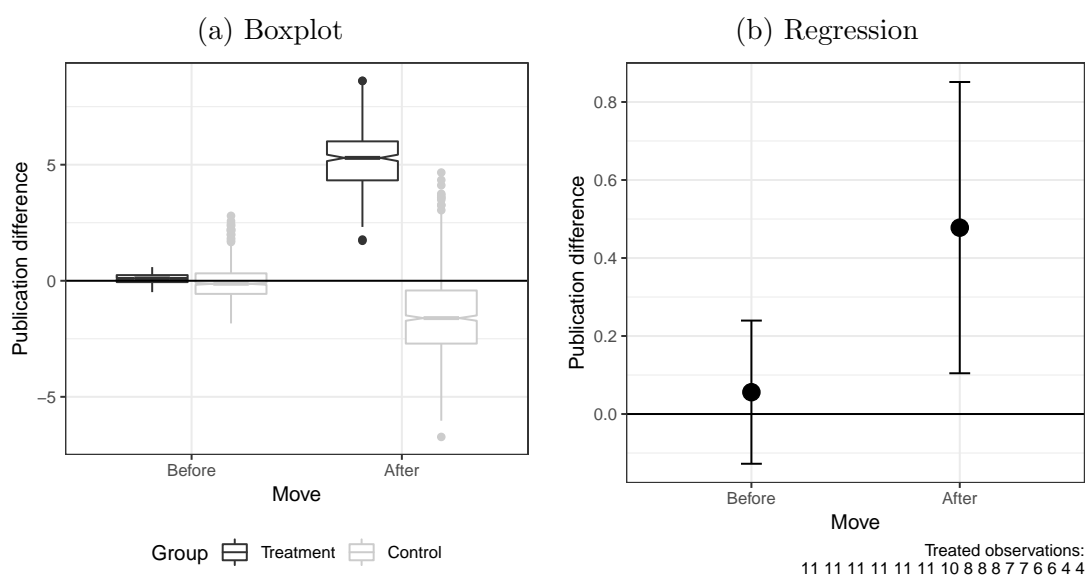 (a) Boxplot
Publication difference
5
0
−5
Before
After
Move
Group
Treatment
Control
(b) Regression
Publication difference
0.8
0.6
0.4
0.2
0.0
Before
After
Move
Treated observations:
11 11 11 11 11 11 10 8 8 8 7 7 6 6 4 4